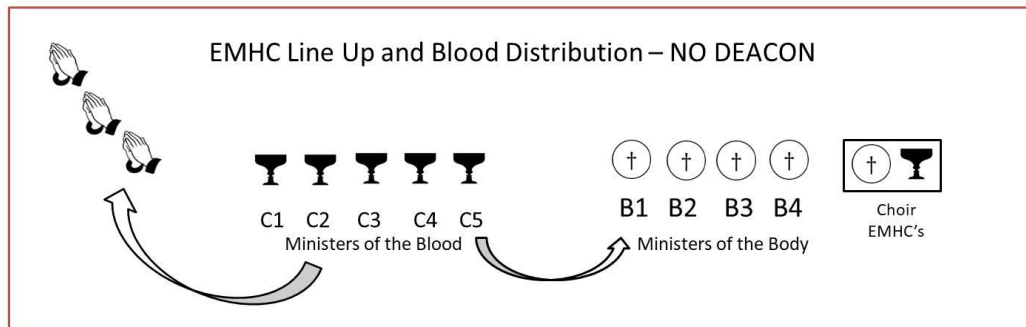 EMHC Line Up and Blood Distribution – NO DEACON
C1 C2 C3 C4 C5
Ministers of the Blood
B1 B2 B3 B4
Ministers of the Body
Choir
EMHC's